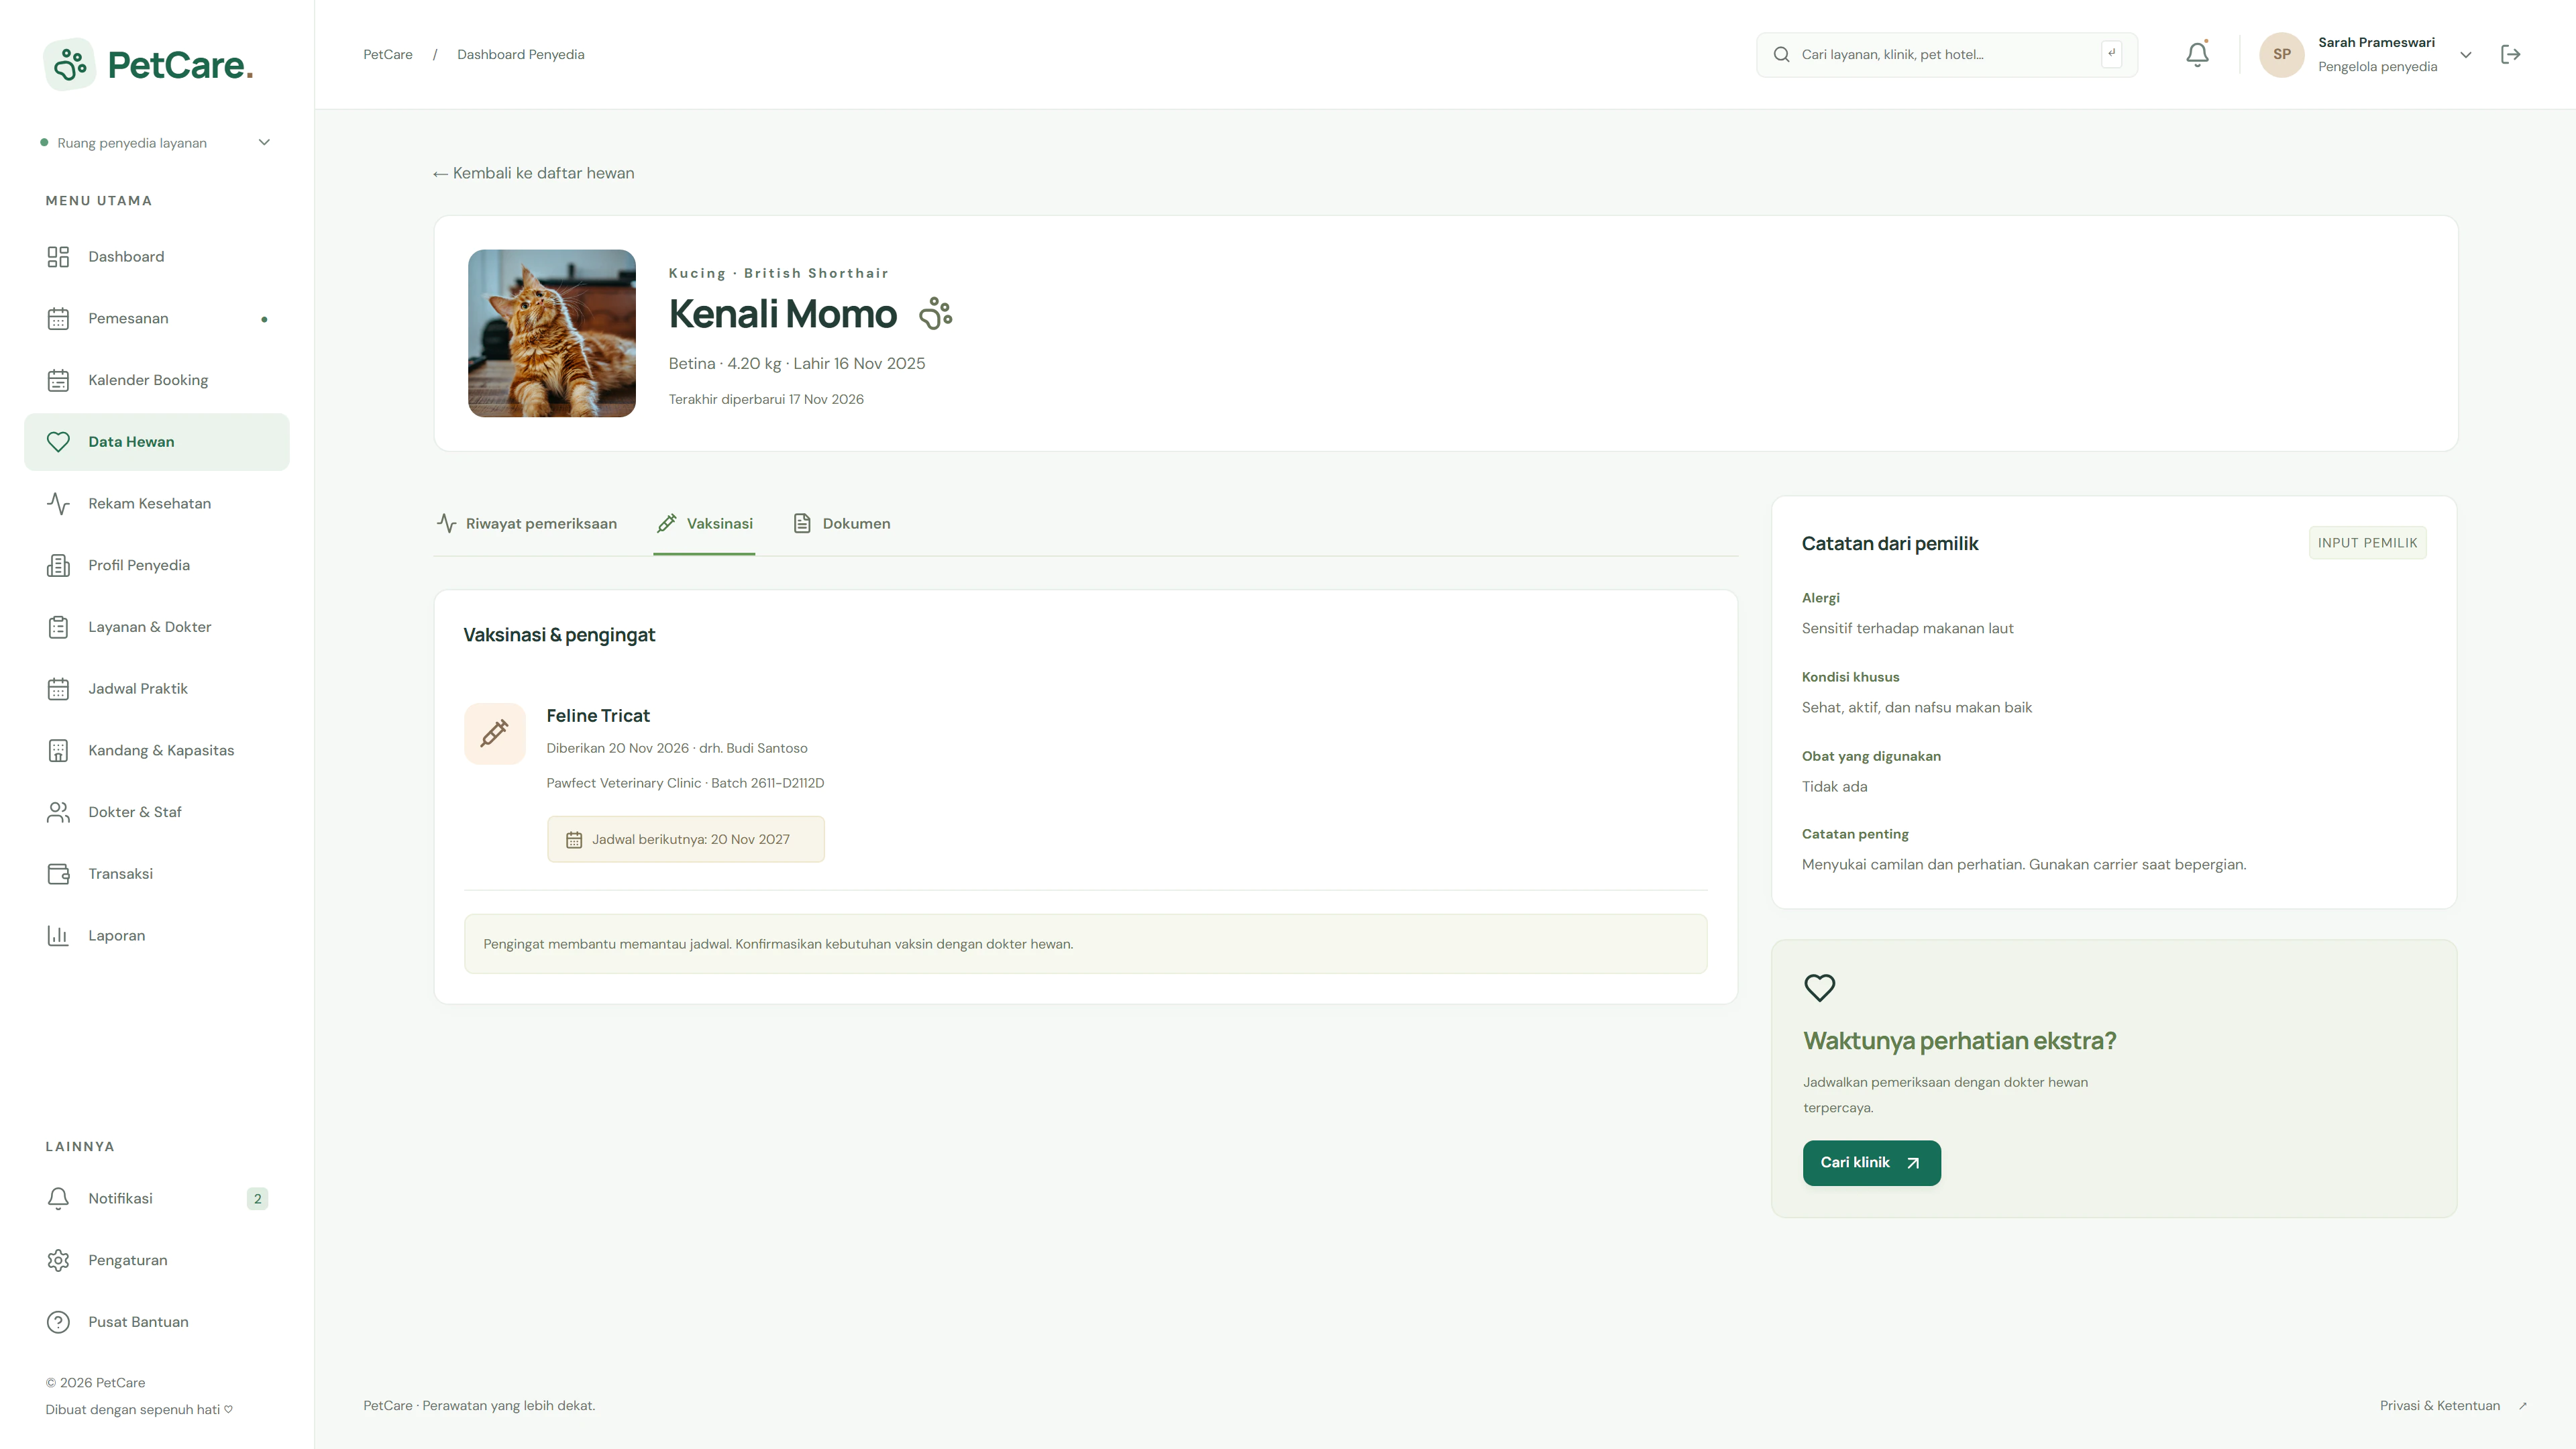 PetCare.
Ruang penyedia layanan
MENU UTAMA
Dashboard
Pemesanan
Kalender Booking
Data Hewan
Rekam Kesehatan
Profil Penyedia
Layanan & Dokter
Jadwal Praktik
Kandang & Kapasitas
Dokter & Staf
Transaksi
Laporan
LAINNYA
Notifikasi 2
Pengaturan
Pusat Bantuan
© 2026 PetCare
Dibuat dengan sepenuh hati ♡
PetCare / Dashboard Penyedia
Cari layanan, klinik, pet hotel... ↵
SP
Sarah Prameswari
Pengelola penyedia
← Kembali ke daftar hewan
Kucing · British Shorthair
Kenali Momo
Betina · 4.20 kg · Lahir 16 Nov 2025
Terakhir diperbarui 17 Nov 2026
Riwayat pemeriksaan Vaksinasi Dokumen
Vaksinasi & pengingat
Feline Tricat
Diberikan 20 Nov 2026 · drh. Budi Santoso
Pawfect Veterinary Clinic · Batch 2611-D2112D
Jadwal berikutnya: 20 Nov 2027
Pengingat membantu memantau jadwal. Konfirmasikan kebutuhan vaksin dengan dokter hewan.
Catatan dari pemilik INPUT PEMILIK
Alergi
Sensitif terhadap makanan laut
Kondisi khusus
Sehat, aktif, dan nafsu makan baik
Obat yang digunakan
Tidak ada
Catatan penting
Menyukai camilan dan perhatian. Gunakan carrier saat bepergian.
Waktunya perhatian ekstra?
Jadwalkan pemeriksaan dengan dokter hewan
terpercaya.
Cari klinik
PetCare · Perawatan yang lebih dekat.
Privasi & Ketentuan ↗